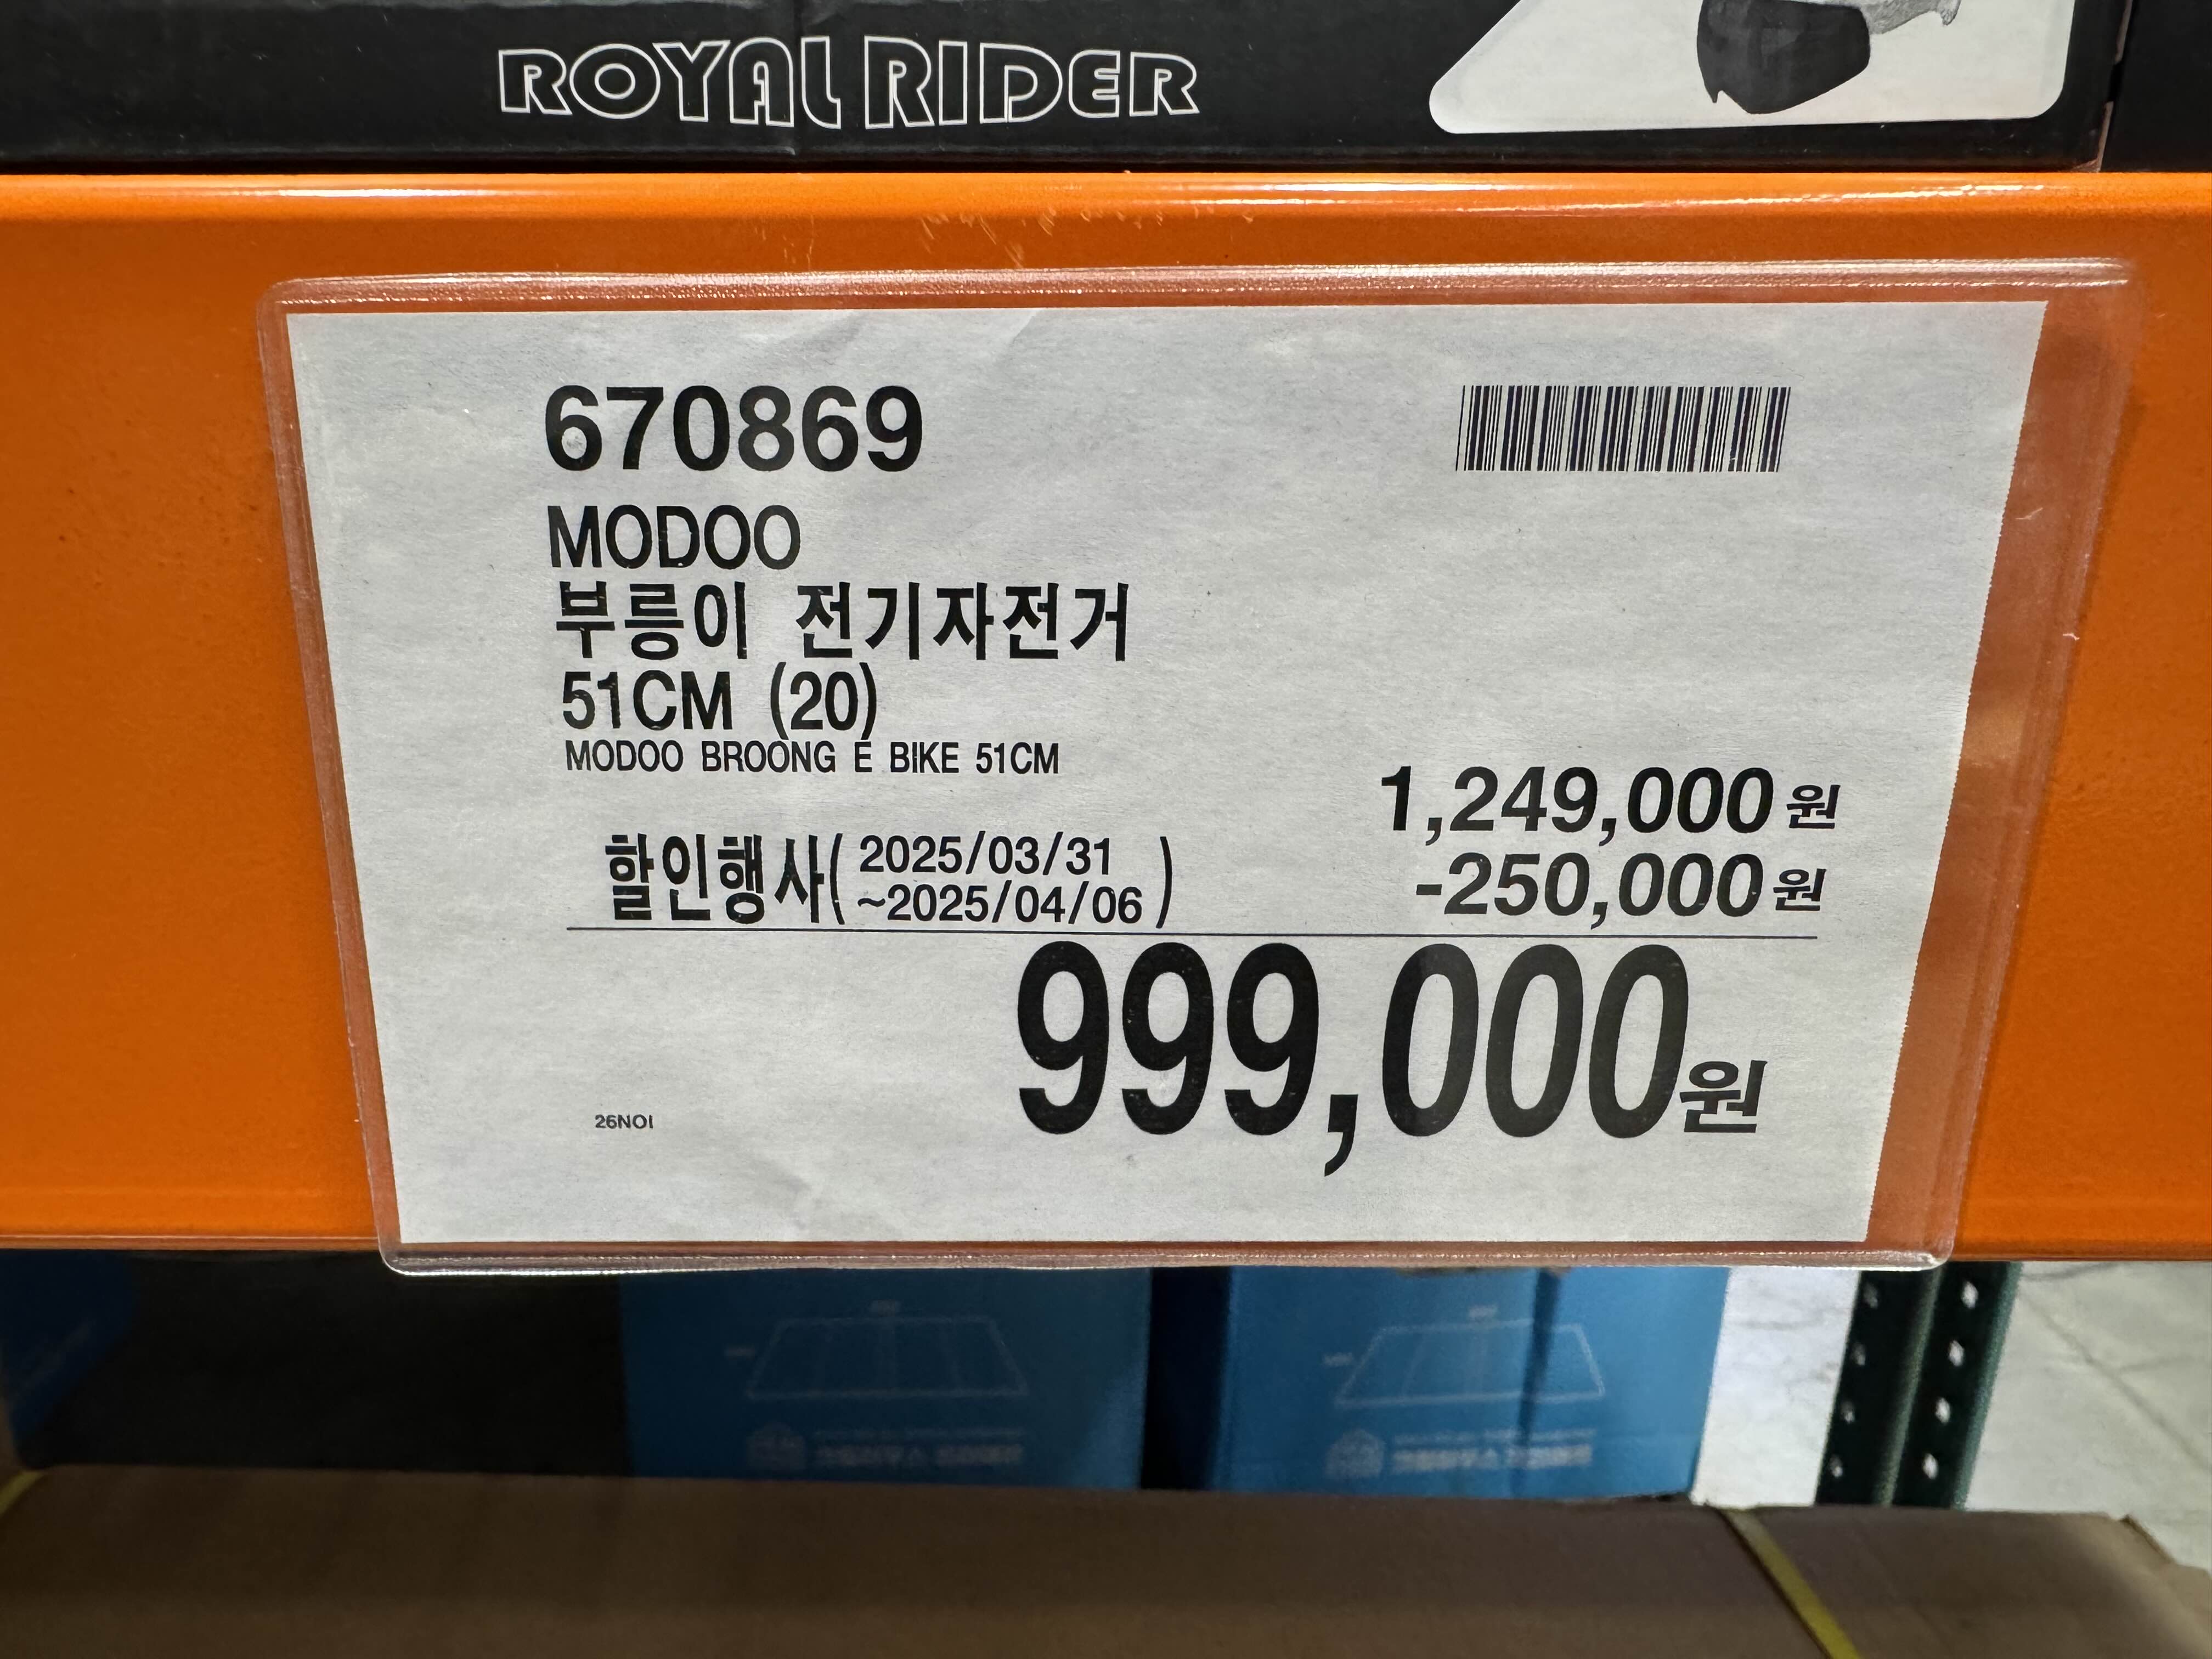 ROYAL RIDER
670869
MODOO
부릉이 전기자전거
51CM (20)
MODOO BROONG E BIKE 51CM
1,249,000원
할인행사( 2025/03/31
~2025/04/06 )
-250,000원
999,000원
26NOI